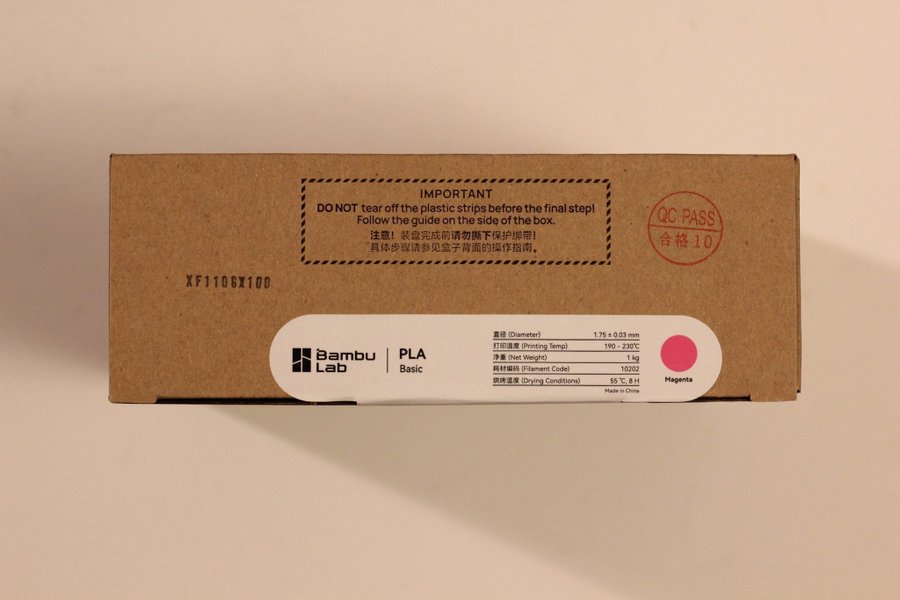 IMPORTANT
DO NOT tear off the plastic strips before the final step!
Follow the guide on the side of the box.
注意! 装盘完成前请勿撕下保护绑带!
具体步骤请参见盒子背面的操作指南。
QC PASS
合格 10
XF110GX100
Bambu
Lab
PLA
Basic
直径 (Diameter) 1.75 ± 0.03 mm
打印温度 (Printing Temp) 190 - 230℃
净重 (Net Weight) 1 kg
耗材编码 (Filament Code) 10202
烘烤温度 (Drying Conditions) 55 ℃, 8 H
Made in China
Magenta